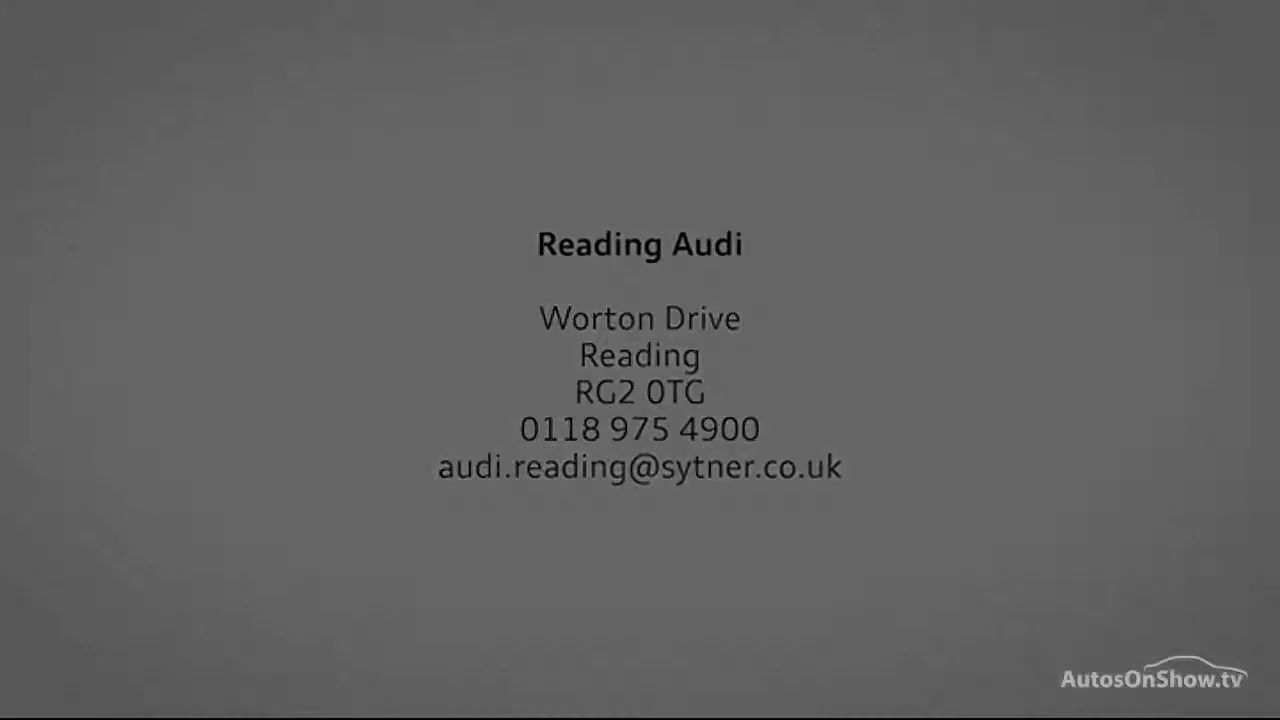 Reading Audi
Worton Drive
Reading
RG2 0TG
0118 975 4900
audi.reading@sytner.co.uk
AutosOnShow.tv